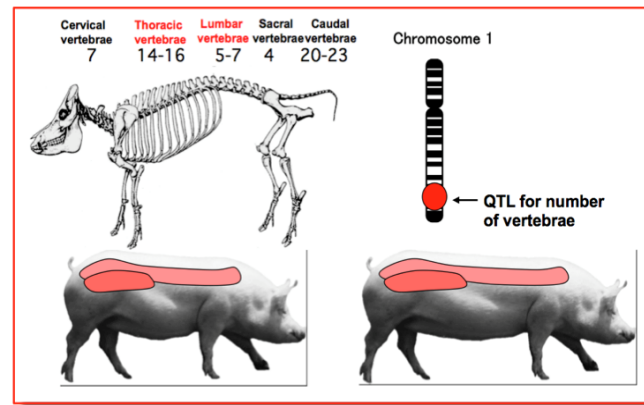 Cervical Thoracic Lumbar Sacral Caudal
vertebrae vertebrae vertebrae vertebrae vertebrae
7 14-16 5-7 4 20-23
Chromosome 1
QTL for number
of vertebrae